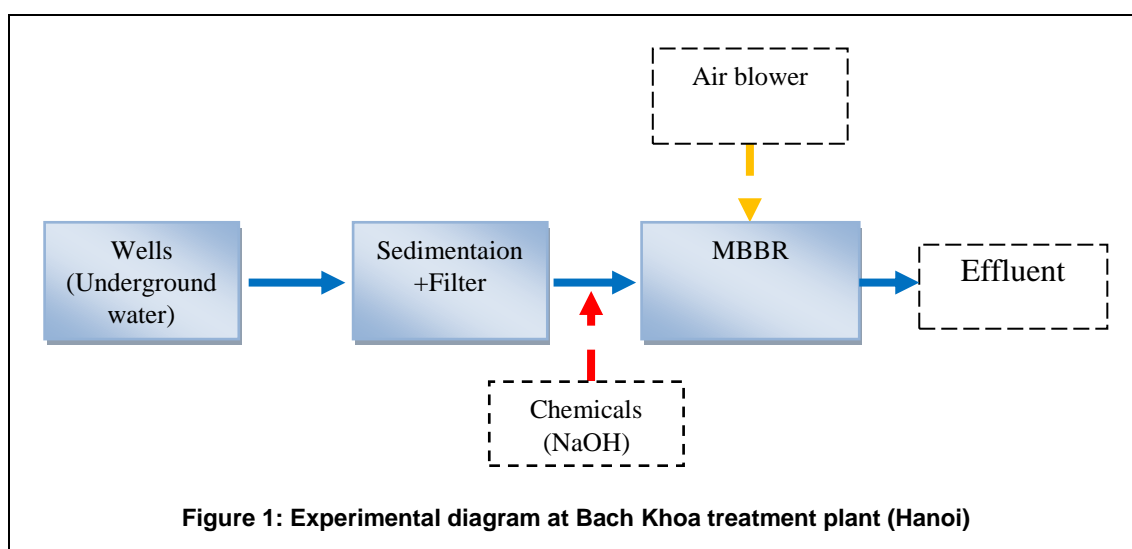 Air blower
Wells
(Underground
water)
Sedimentaion
+Filter
MBBR
Effluent
Chemicals
(NaOH)
Figure 1: Experimental diagram at Bach Khoa treatment plant (Hanoi)